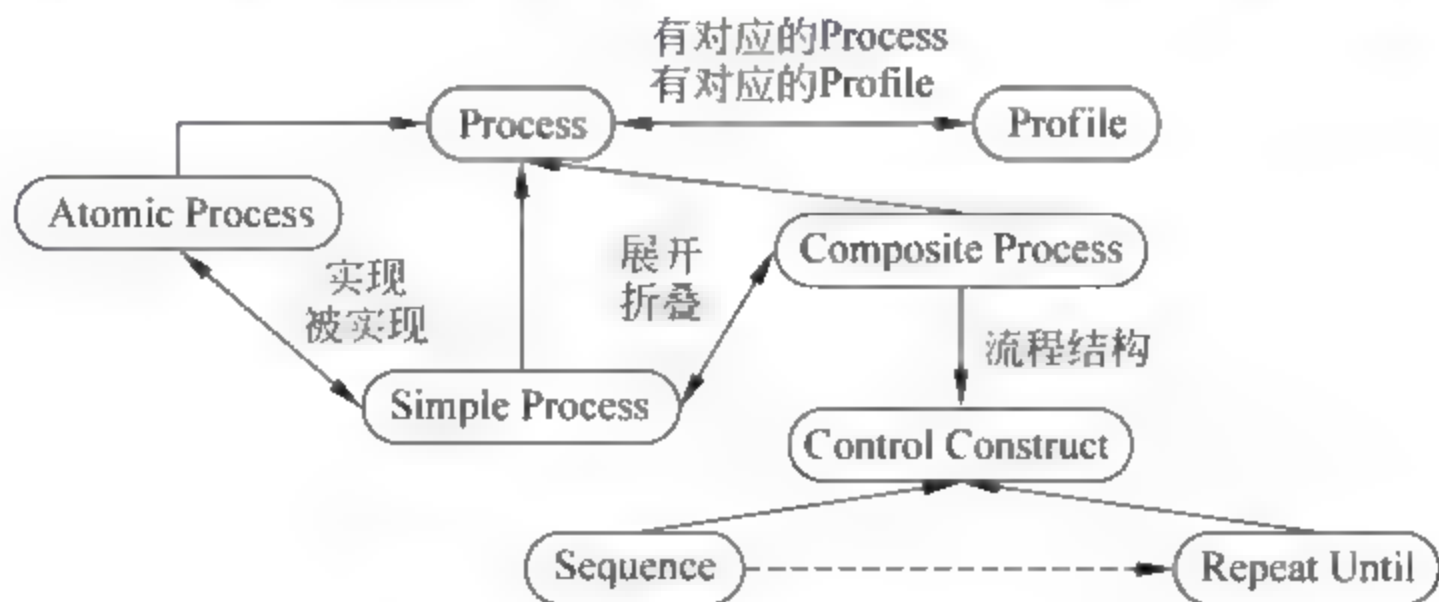 有对应的Process
有对应的Profile
Process
Profile
Atomic Process
Composite Process
实现
被实现
展开
折叠
流程结构
Simple Process
Control Construct
Sequence
Repeat Until